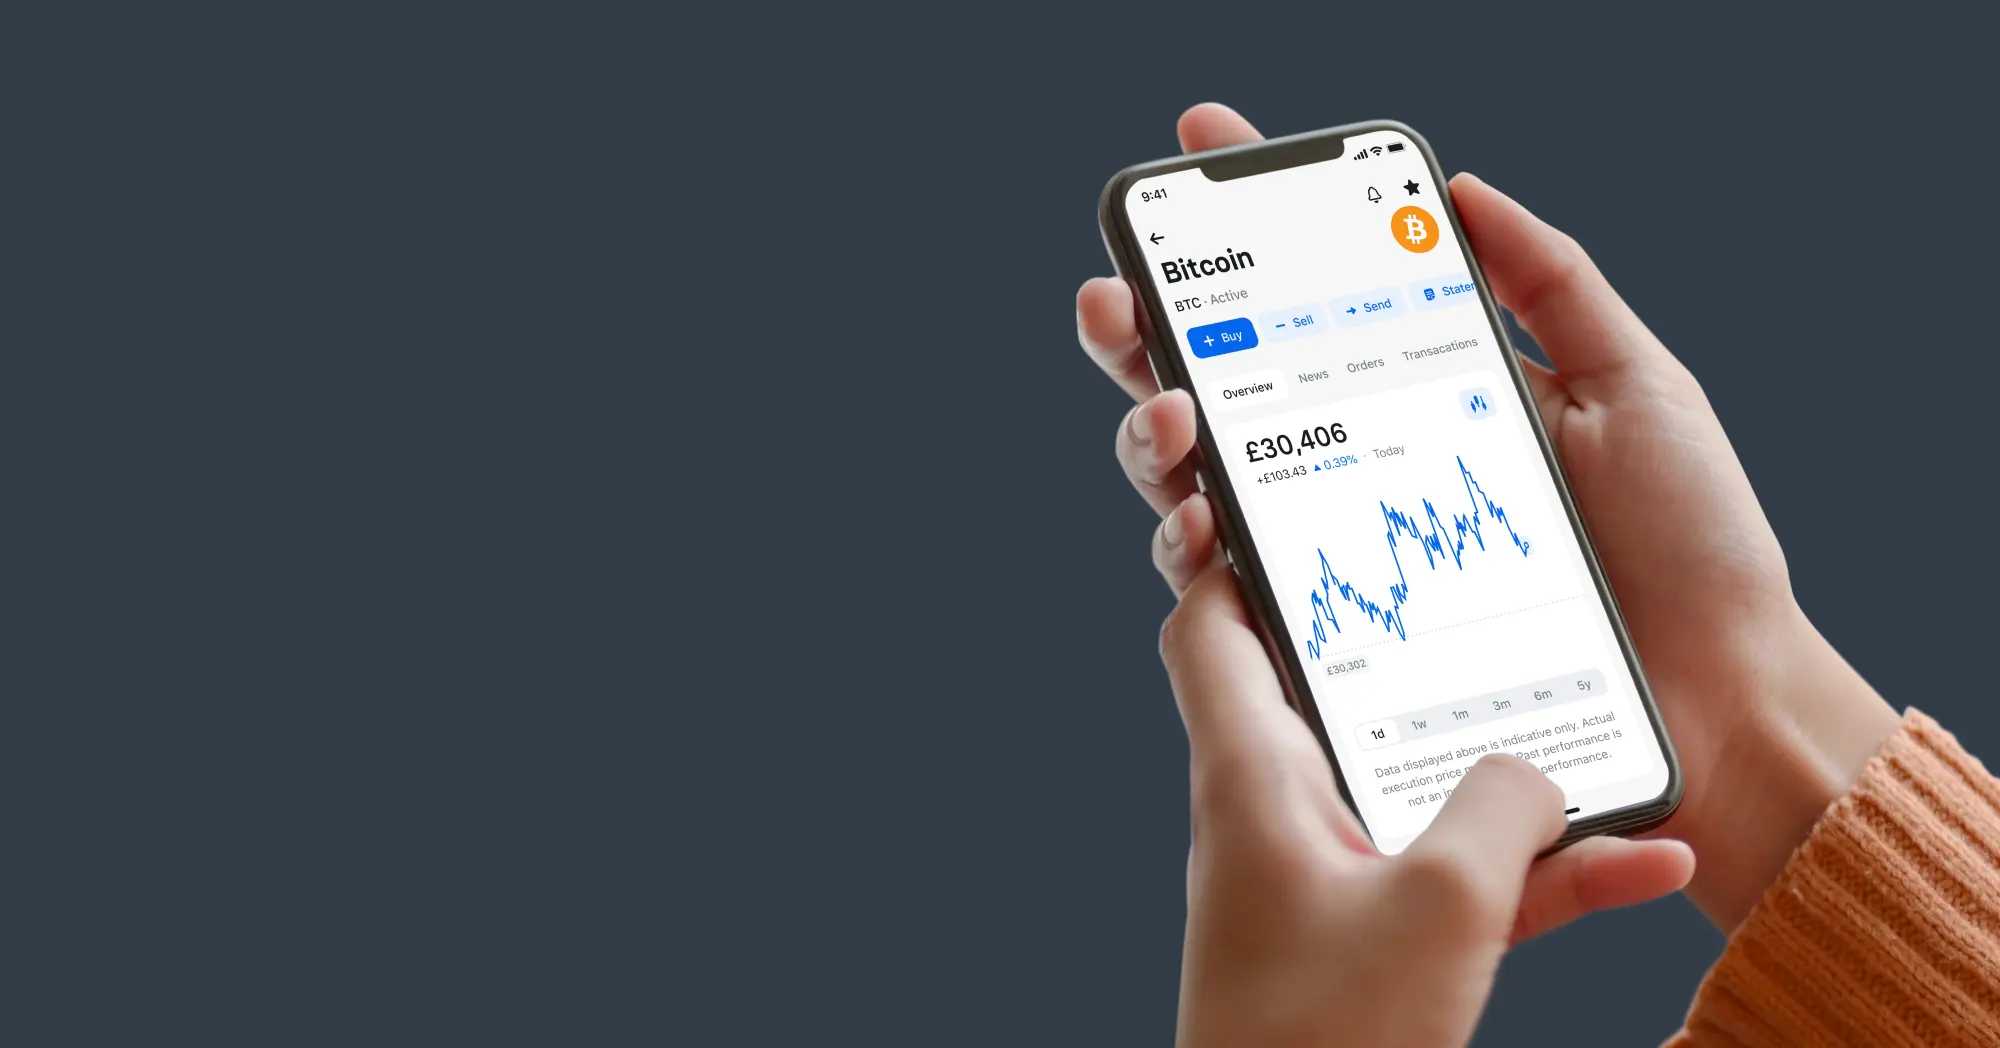 9:41
Bitcoin
BTC · Active
+ Buy
− Sell
→ Send
Overview
News
Orders
Transacations
£30,406
+£103.43 ▲ 0.39% · Today
£30,302
1d 1w 1m 3m 6m 5y
Data displayed above is indicative only. Actual
execution price Past performance is
not an performance.